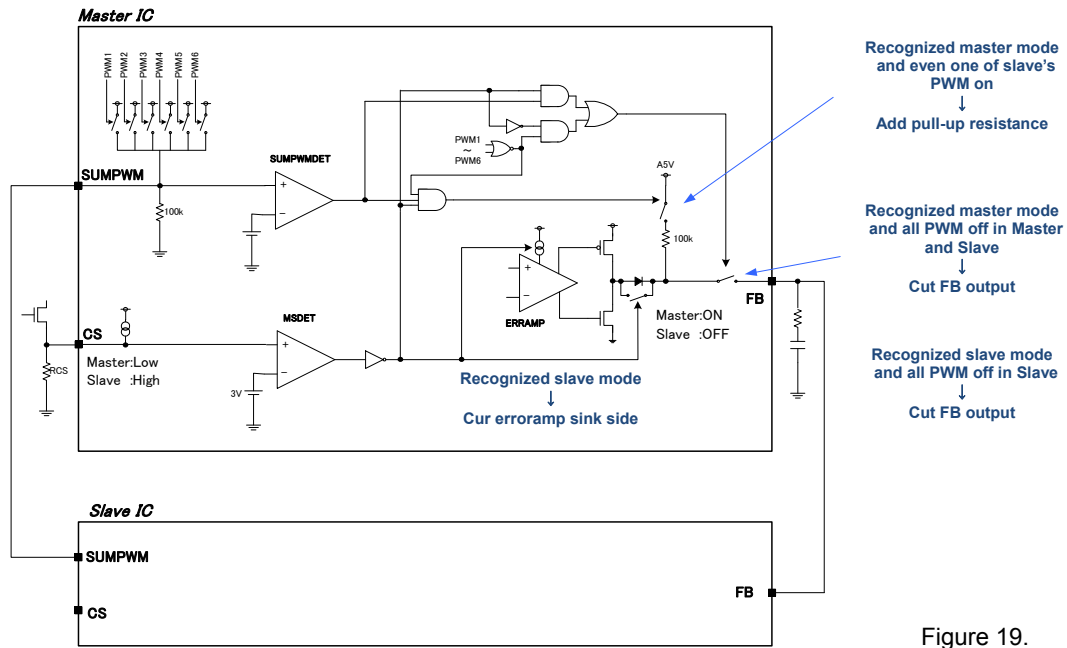 Master IC
PWM1
PWM2
PWM3
PWM4
PWM5
PWM6
SUMPWM
100k
SUMPWMDET
+
−
PWM1
～
PWM6
A5V
100k
FB
Master:ON
Slave :OFF
+
−
ERRAMP
CS
RCS
Master:Low
Slave :High
MSDET
+
−
3V
Recognized slave mode
↓
Cur erroramp sink side
Recognized master mode
and even one of slave's
PWM on
↓
Add pull-up resistance
Recognized master mode
and all PWM off in Master
and Slave
↓
Cut FB output
Recognized slave mode
and all PWM off in Slave
↓
Cut FB output
Slave IC
SUMPWM
CS
FB
Figure 19.